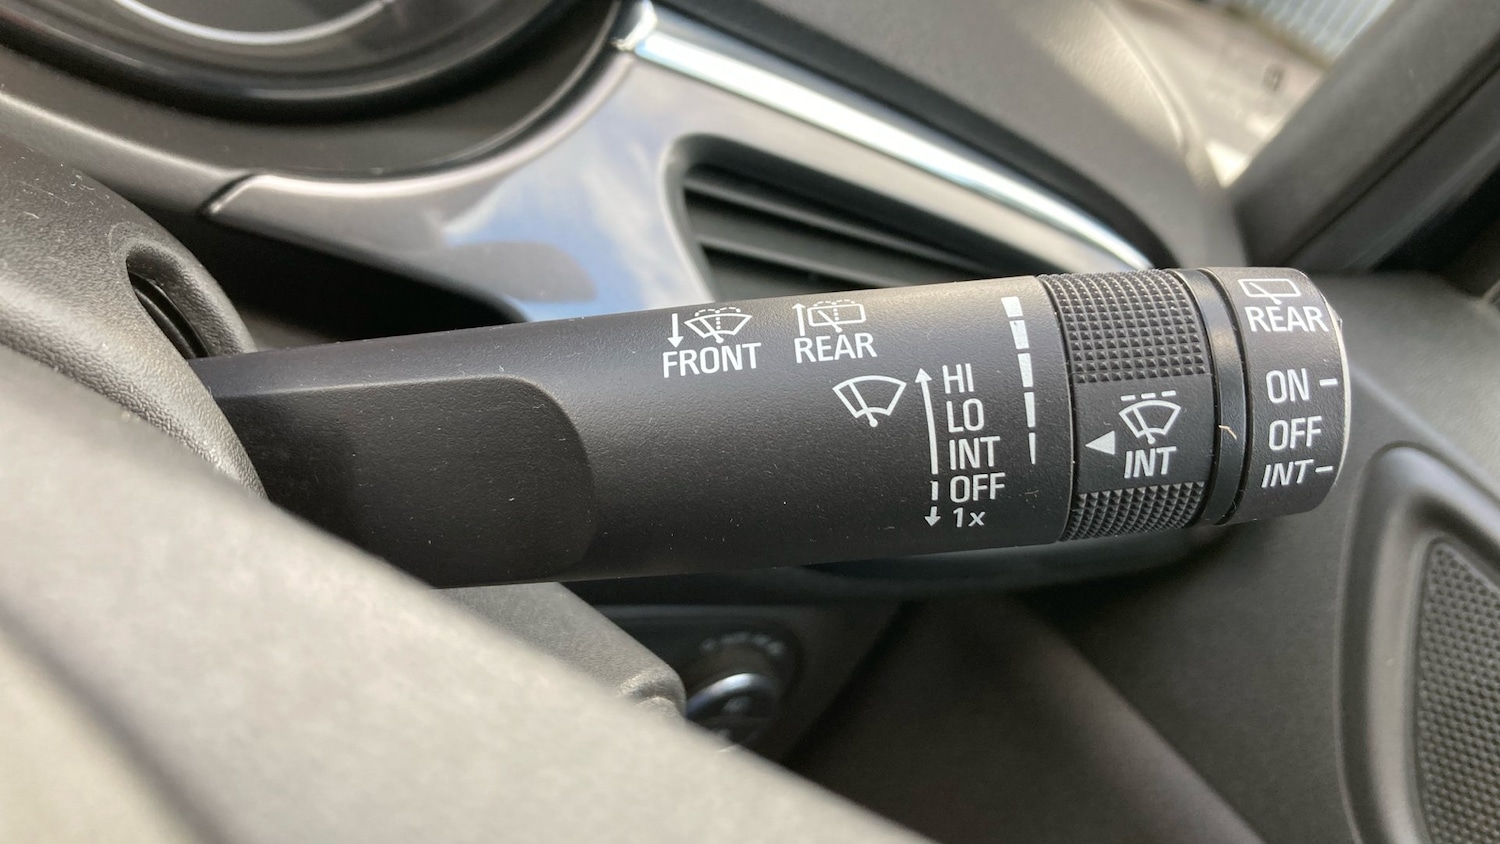 FRONT
REAR
HI
LO
INT
OFF
1x
INT
REAR
ON
OFF
INT